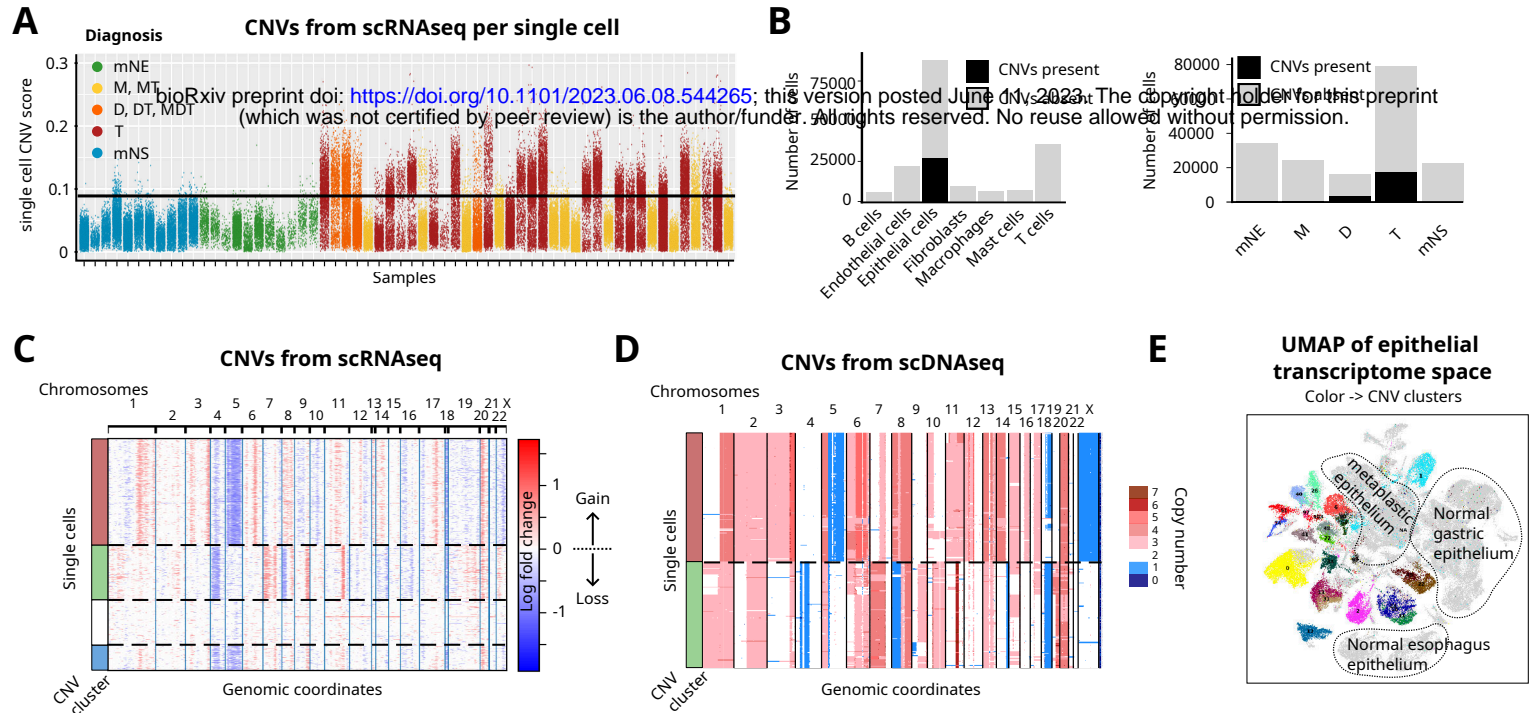 A
CNVs from scRNAseq per single cell
Diagnosis
mNE
M, MT
D, DT, MDT
T
mNS
single cell CNV score
0.3
0.2
0.1
0
Samples
bioRxiv preprint doi: https://doi.org/10.1101/2023.06.08.544265; this version posted June 11, 2023. The copyright holder for this preprint
(which was not certified by peer review) is the author/funder. All rights reserved. No reuse allowed without permission.
B
Number of cells
75000
50000
25000
0
CNVs present
CNVs absent
B cells
Endothelial cells
Epithelial cells
Fibroblasts
Macrophages
Mast cells
T cells
Number of cells
80000
60000
40000
20000
0
CNVs present
CNVs absent
mNE
M
D
T
mNS
C
CNVs from scRNAseq
Chromosomes
1 2 3 4 5 6 7 8 9 10 11 12 13 14 15 16 17 18 19 20 21 22 X
Single cells
CNV cluster
Genomic coordinates
Log fold change
1
0
-1
Gain
Loss
D
CNVs from scDNAseq
Chromosomes
1 2 3 4 5 6 7 8 9 10 11 12 13 14 15 16 17 18 19 20 21 22 X
Single cells
CNV cluster
Genomic coordinates
7
6
5
4
3
2
1
0
Copy number
E
UMAP of epithelial
transcriptome space
Color -> CNV clusters
metaplastic
epithelium
Normal
gastric
epithelium
Normal esophagus
epithelium
0
2